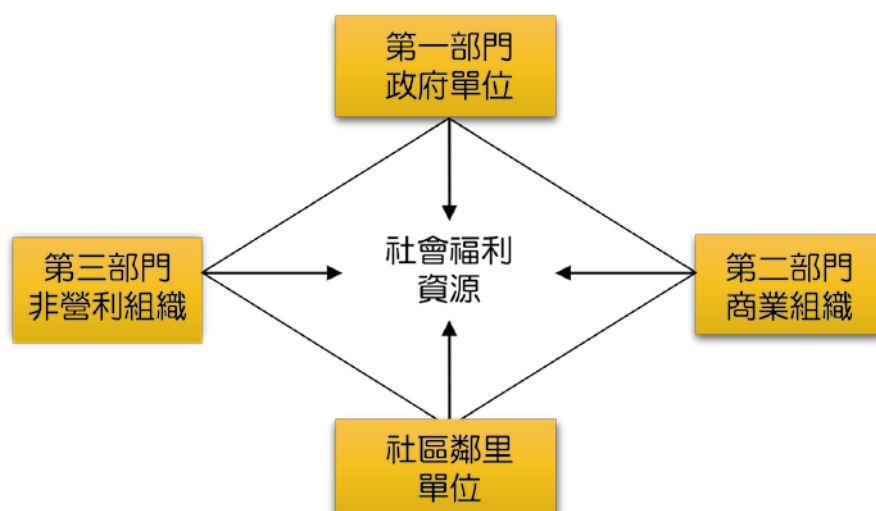 第一部門
政府單位
第三部門
非營利組織
社會福利
資源
第二部門
商業組織
社區鄰里
單位